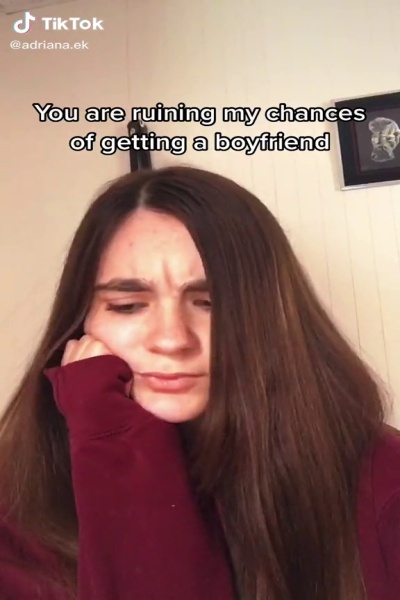 TikTok
@adriana.ek
You are ruining my chances
of getting a boyfriend